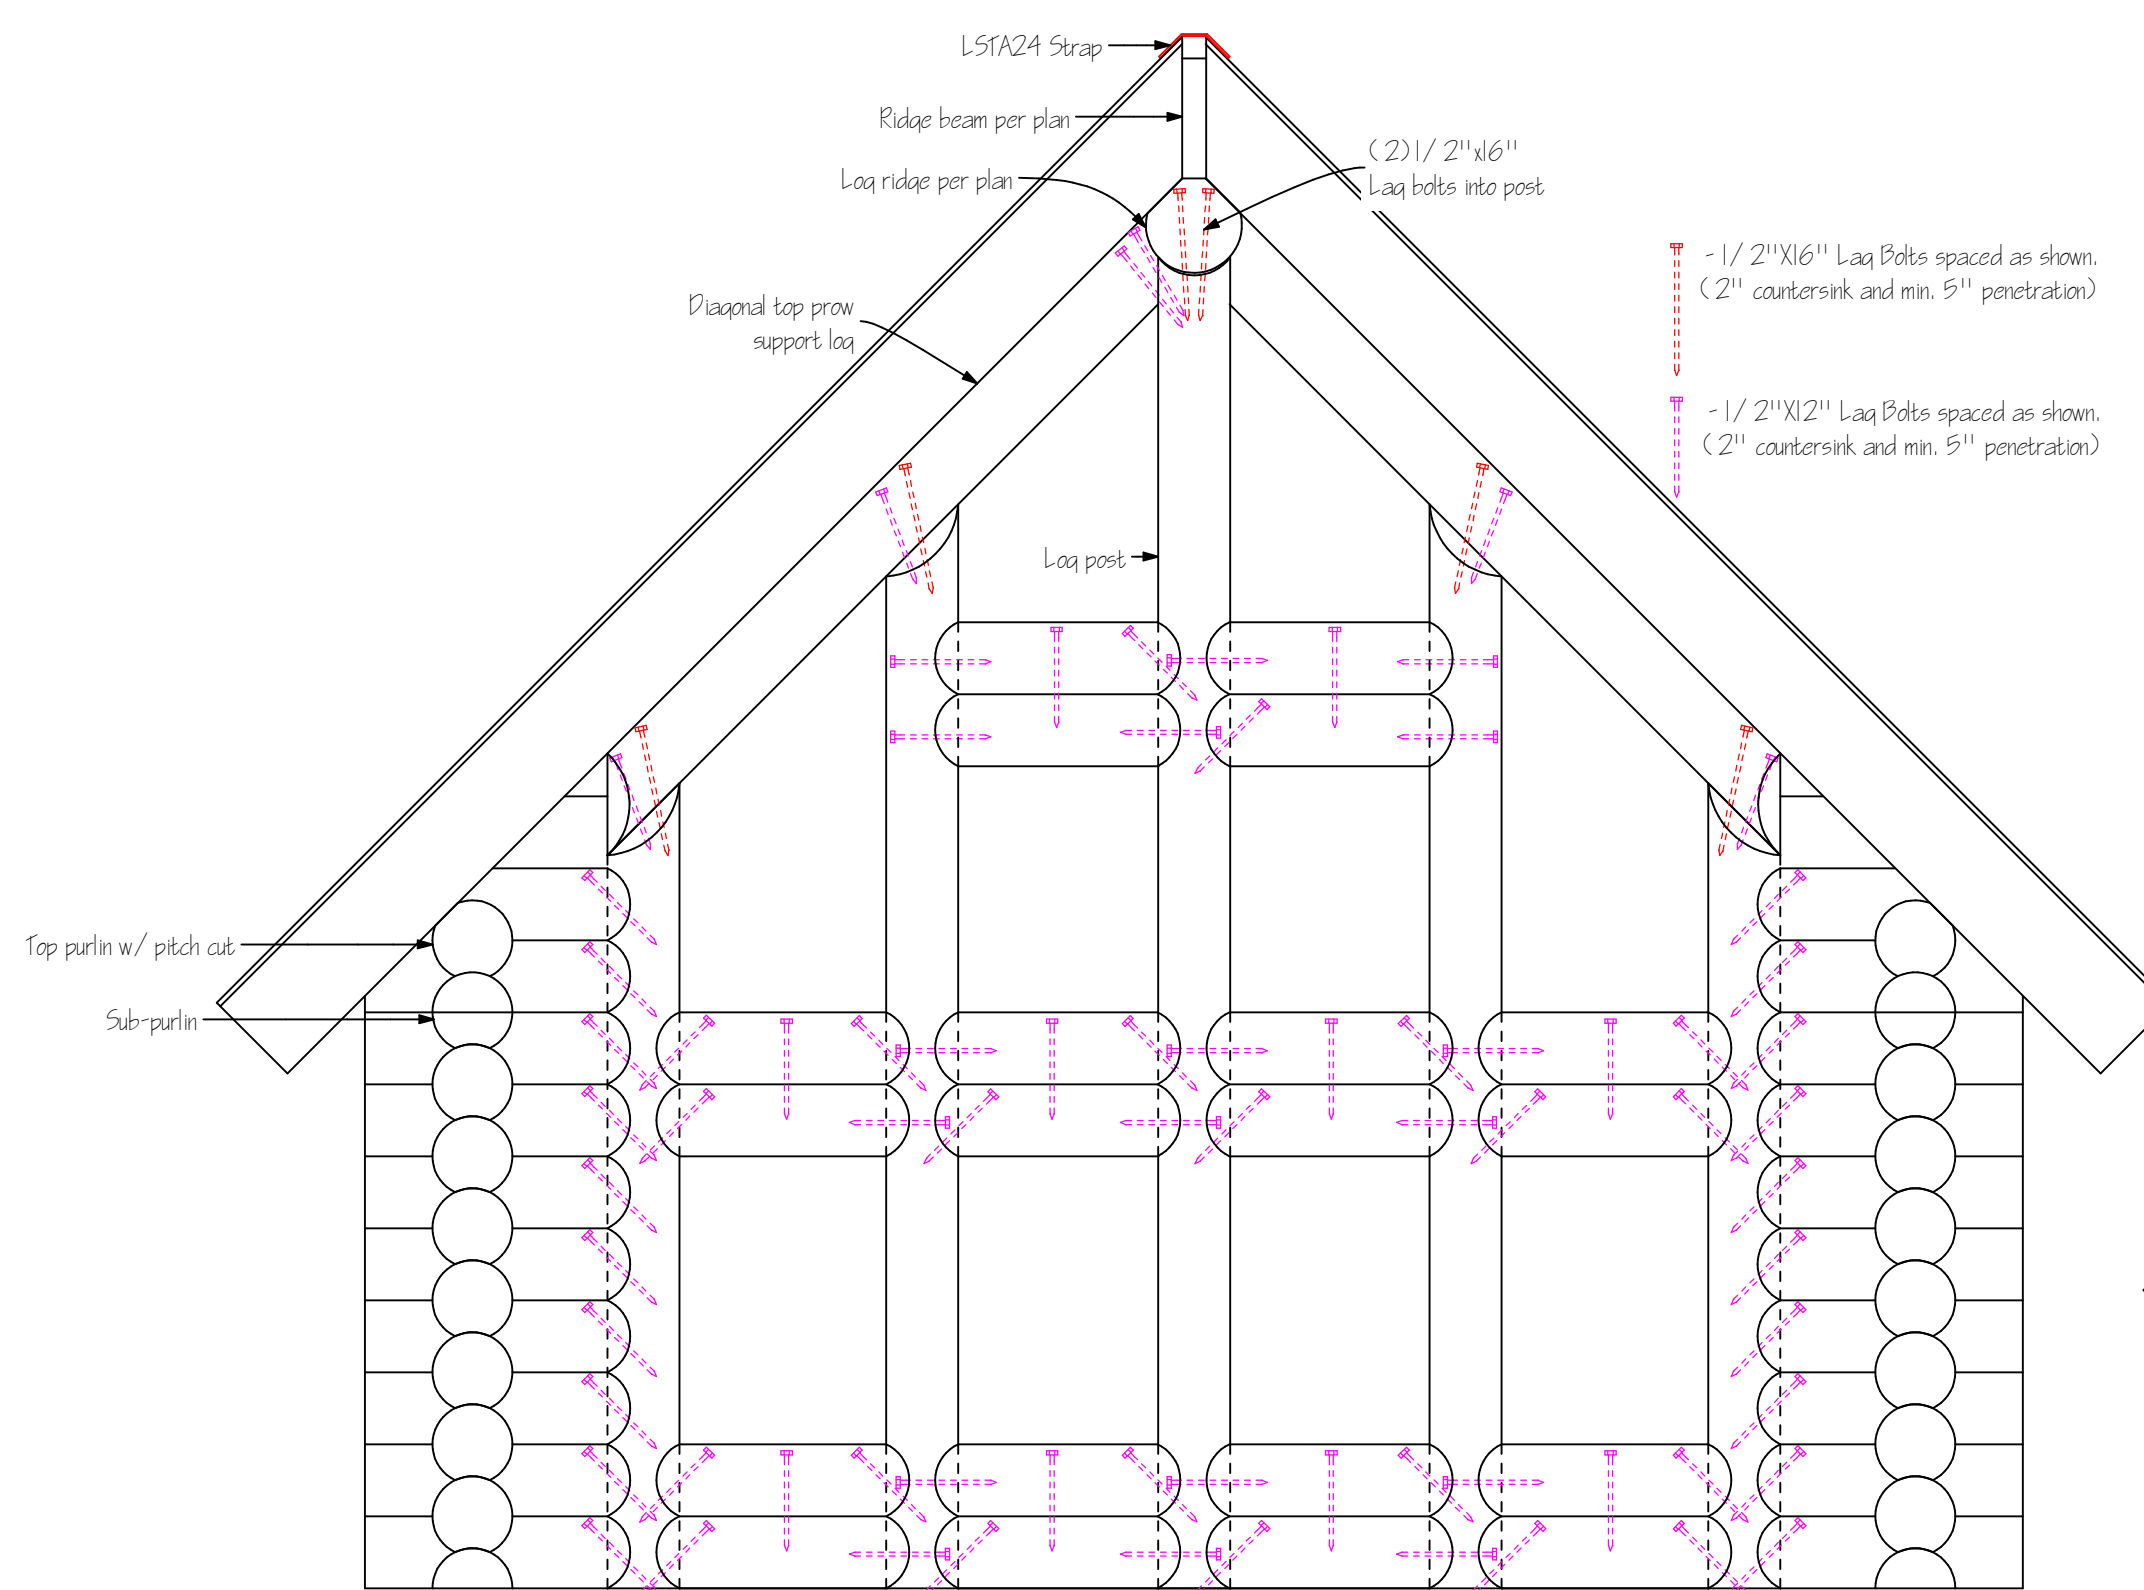 LSTA24 Strap
Ridge beam per plan
(2) 1/2"x16"
Lag bolts into post
Log ridge per plan
- 1/2"X16" Lag Bolts spaced as shown.
(2" countersink and min. 5" penetration)
Diagonal top prow
support log
- 1/2"X12" Lag Bolts spaced as shown.
(2" countersink and min. 5" penetration)
Log post
Top purlin w/ pitch cut
Sub-purlin